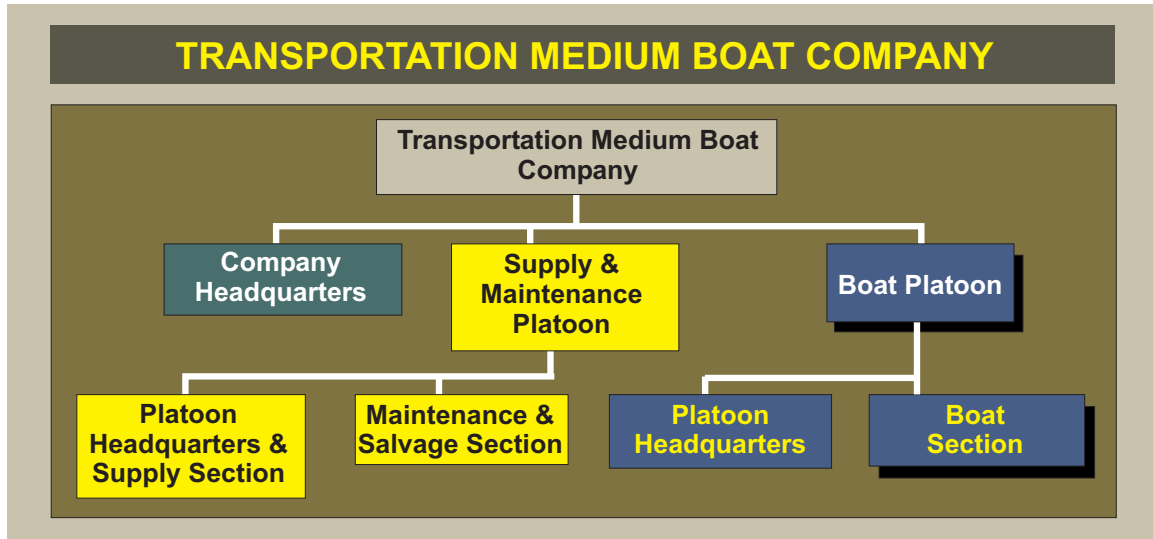 TRANSPORTATION MEDIUM BOAT COMPANY
Transportation Medium Boat
Company
Company
Headquarters
Supply &
Maintenance
Platoon
Boat Platoon
Platoon
Headquarters &
Supply Section
Maintenance &
Salvage Section
Platoon
Headquarters
Boat
Section